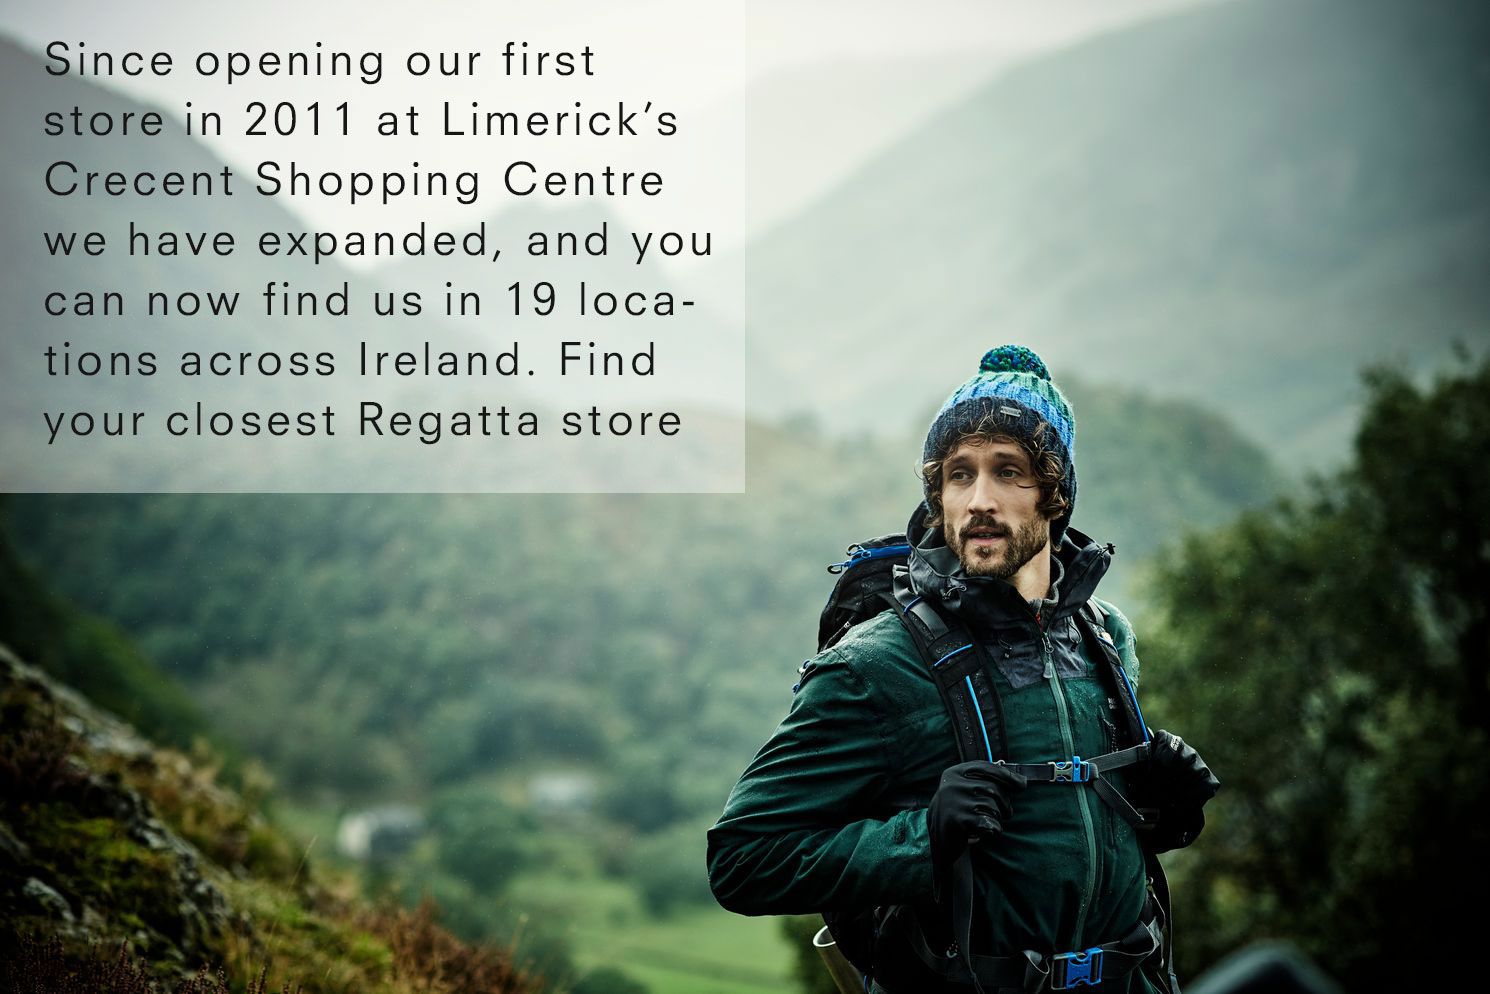 Since opening our first
store in 2011 at Limerick’s
Crecent Shopping Centre
we have expanded, and you
can now find us in 19 loca-
tions across Ireland. Find
your closest Regatta store